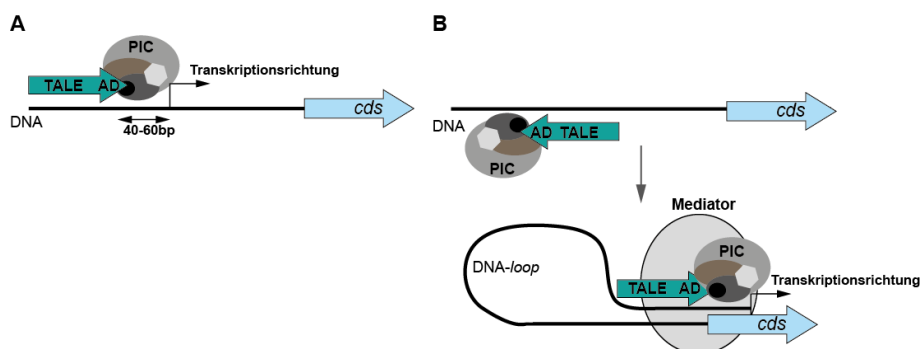 A
PIC
TALE AD
Transkriptionsrichtung
cds
DNA
40-60bp
B
cds
DNA
AD TALE
PIC
Mediator
PIC
DNA-loop
TALE AD
Transkriptionsrichtung
cds